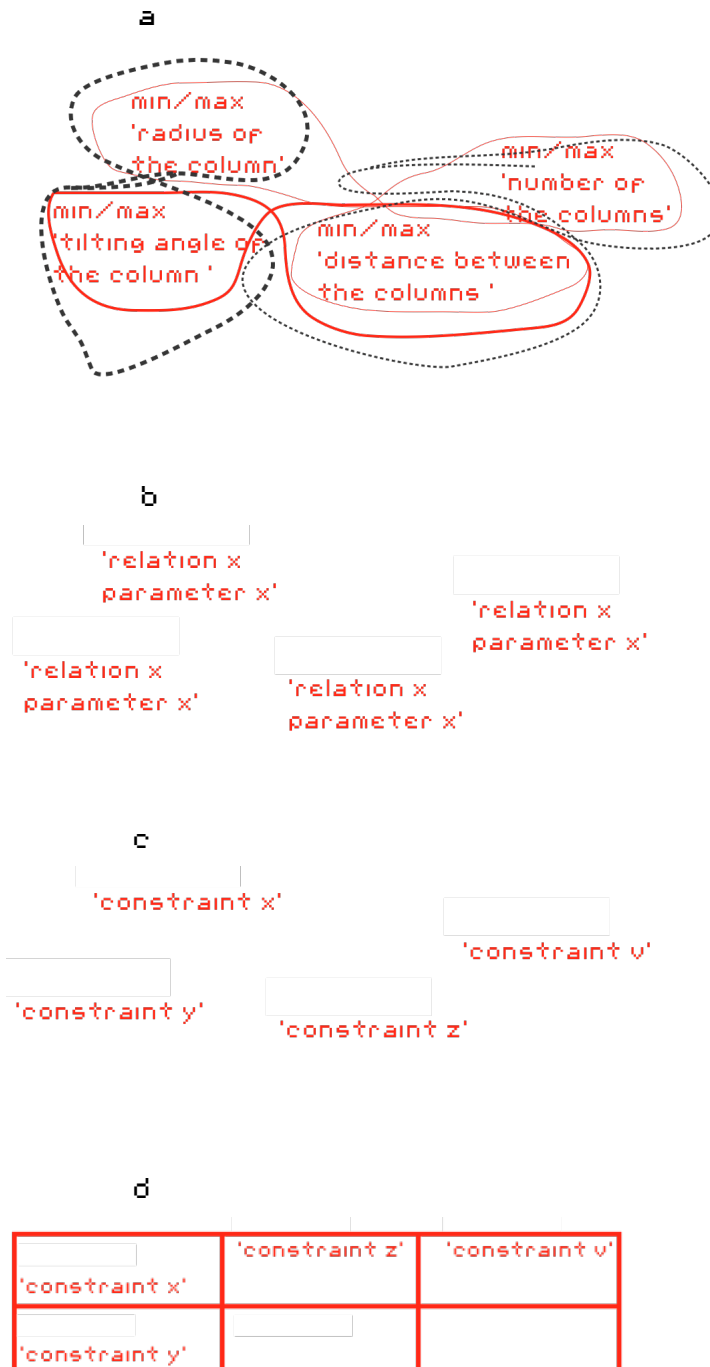 a
min/max
'radius of
the column'
min/max
'number of
the columns'
min/max
'tilting angle of
the column '
min/max
'distance between
the columns '
b
'relation x
parameter x'
'relation x
parameter x'
'relation x
parameter x'
'relation x
parameter x'
c
'constraint x'
'constraint v'
'constraint y'
'constraint z'
d
'constraint z'
'constraint v'
'constraint x'
'constraint y'